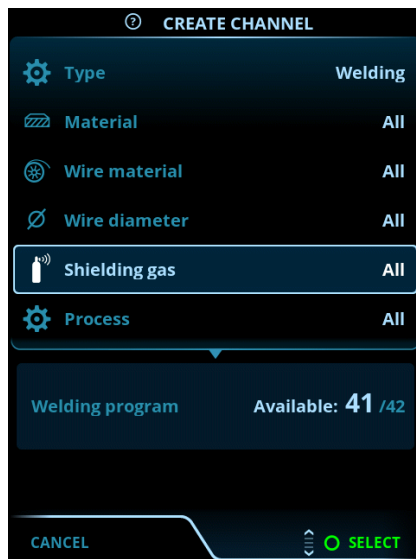 ? CREATE CHANNEL
Type Welding
Material All
Wire material All
Wire diameter All
Shielding gas All
Process All
Welding program Available: 41 /42
CANCEL SELECT